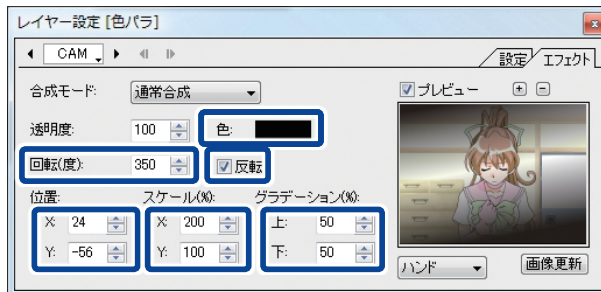 レイヤー設定 [色パラ]
CAM
設定 エフェクト
合成モード: 通常合成
プレビュー
透明度: 100 色:
回転(度): 350 反転
位置: スケール(%): グラデーション(%):
X: 24 X: 200 上: 50
Y: -56 Y: 100 下: 50
ハンド 画像更新